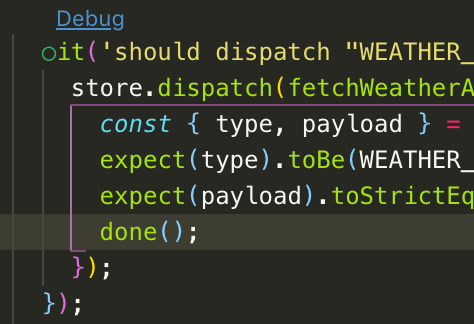 Debug
it('should dispatch "WEATHER_
store.dispatch(fetchWeatherA
const { type, payload } =
expect(type).toBe(WEATHER_
expect(payload).toStrictEq
done();
});
});